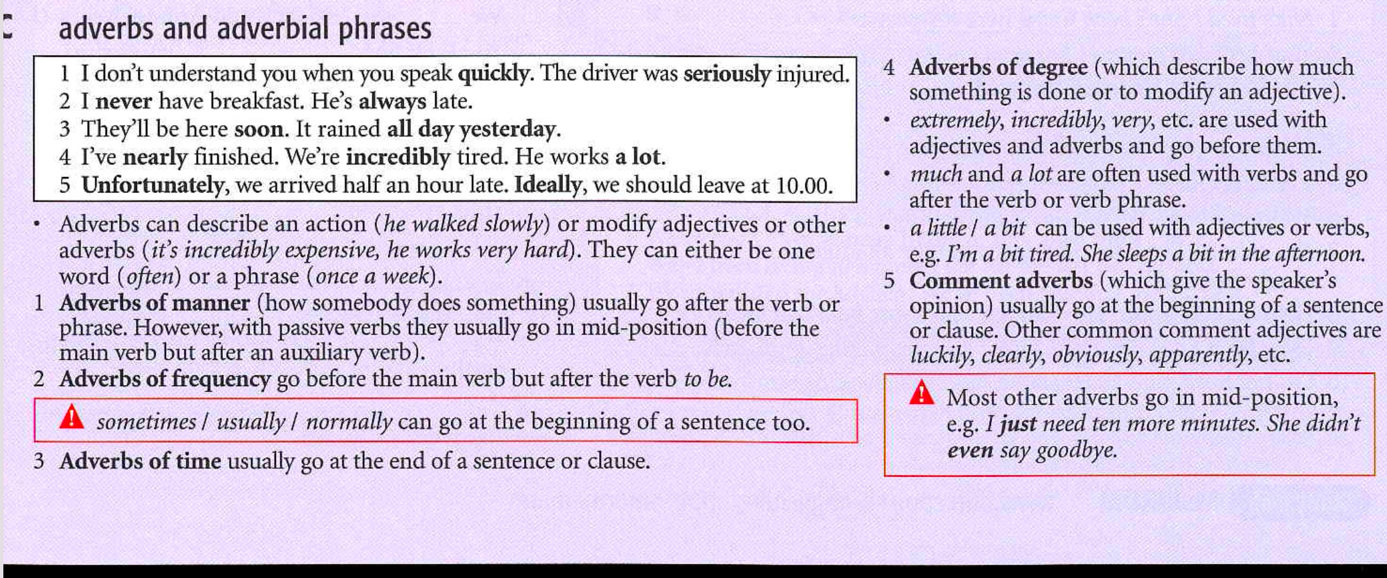 C adverbs and adverbial phrases
1 I don't understand you when you speak quickly. The driver was seriously injured.
2 I never have breakfast. He's always late.
3 They'll be here soon. It rained all day yesterday.
4 I've nearly finished. We're incredibly tired. He works a lot.
5 Unfortunately, we arrived half an hour late. Ideally, we should leave at 10.00.
• Adverbs can describe an action (he walked slowly) or modify adjectives or other
adverbs (it's incredibly expensive, he works very hard). They can either be one
word (often) or a phrase (once a week).
1 Adverbs of manner (how somebody does something) usually go after the verb or
phrase. However, with passive verbs they usually go in mid-position (before the
main verb but after an auxiliary verb).
2 Adverbs of frequency go before the main verb but after the verb to be.
sometimes / usually / normally can go at the beginning of a sentence too.
3 Adverbs of time usually go at the end of a sentence or clause.
4 Adverbs of degree (which describe how much
something is done or to modify an adjective).
• extremely, incredibly, very, etc. are used with
adjectives and adverbs and go before them.
• much and a lot are often used with verbs and go
after the verb or verb phrase.
• a little / a bit can be used with adjectives or verbs,
e.g. I'm a bit tired. She sleeps a bit in the afternoon.
5 Comment adverbs (which give the speaker's
opinion) usually go at the beginning of a sentence
or clause. Other common comment adjectives are
luckily, clearly, obviously, apparently, etc.
Most other adverbs go in mid-position,
e.g. I just need ten more minutes. She didn't
even say goodbye.